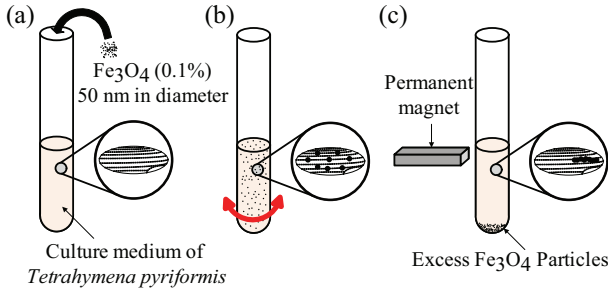 (a)
Fe₃O₄ (0.1%)
50 nm in diameter
Culture medium of
Tetrahymena pyriformis
(b)
(c)
Permanent
magnet
Excess Fe₃O₄ Particles